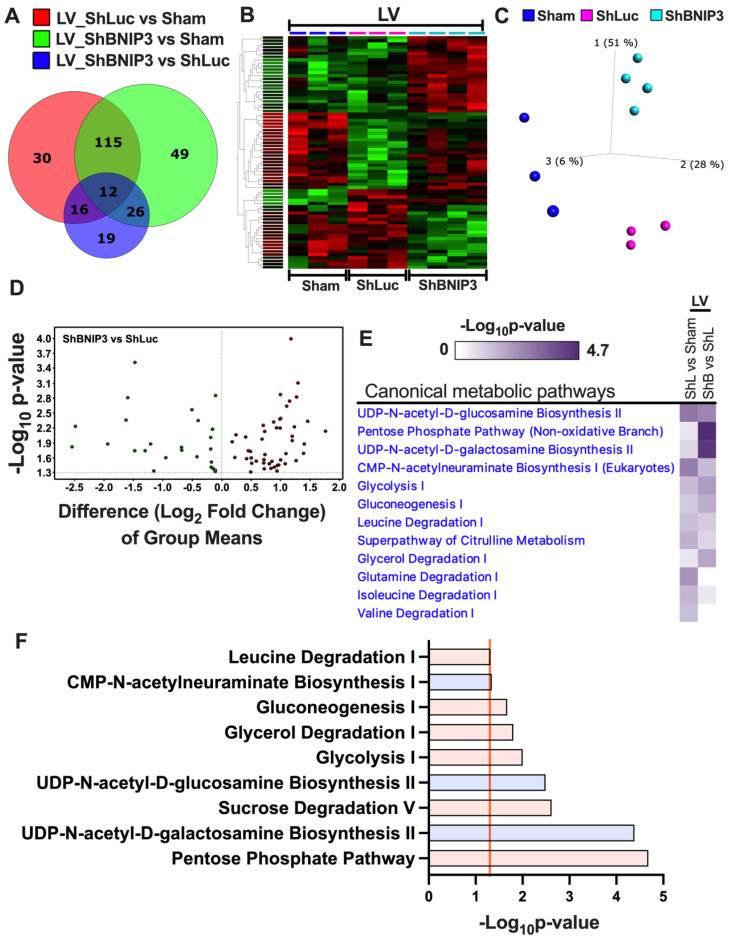 A
LV_ShLuc vs Sham
LV_ShBNIP3 vs Sham
LV_ShBNIP3 vs ShLuc
30
115
49
12
16
26
19
B
LV
Sham
ShLuc
ShBNIP3
C
Sham
ShLuc
ShBNIP3
1 (51 %)
3 (6 %)
2 (28 %)
D
ShBNIP3 vs ShLuc
-Log10 p-value
4.0
3.7
3.4
3.1
2.8
2.5
2.2
1.9
1.6
1.3
-2.5
-2.0
-1.5
-1.0
-0.5
0.0
0.5
1.0
1.5
2.0
Difference (Log2 Fold Change)
of Group Means
E
-Log10p-value
0
4.7
LV
ShL vs Sham
ShB vs ShL
Canonical metabolic pathways
UDP-N-acetyl-D-glucosamine Biosynthesis II
Pentose Phosphate Pathway (Non-oxidative Branch)
UDP-N-acetyl-D-galactosamine Biosynthesis II
CMP-N-acetylneuraminate Biosynthesis I (Eukaryotes)
Glycolysis I
Gluconeogenesis I
Leucine Degradation I
Superpathway of Citrulline Metabolism
Glycerol Degradation I
Glutamine Degradation I
Isoleucine Degradation I
Valine Degradation I
F
Leucine Degradation I
CMP-N-acetylneuraminate Biosynthesis I
Gluconeogenesis I
Glycerol Degradation I
Glycolysis I
UDP-N-acetyl-D-glucosamine Biosynthesis II
Sucrose Degradation V
UDP-N-acetyl-D-galactosamine Biosynthesis II
Pentose Phosphate Pathway
0
1
2
3
4
5
-Log10p-value